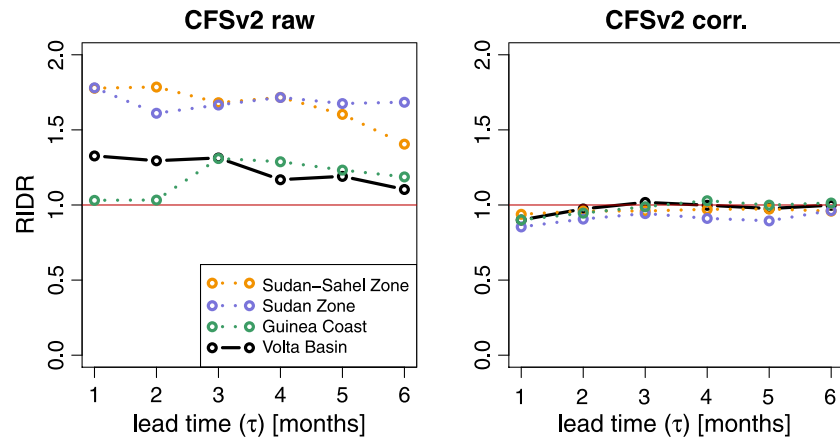 CFSv2 raw
2.0
1.5
1.0
0.5
0.0
RIDR
Sudan−Sahel Zone
Sudan Zone
Guinea Coast
Volta Basin
1 2 3 4 5 6
lead time (τ) [months]
CFSv2 corr.
2.0
1.5
1.0
0.5
0.0
1 2 3 4 5 6
lead time (τ) [months]